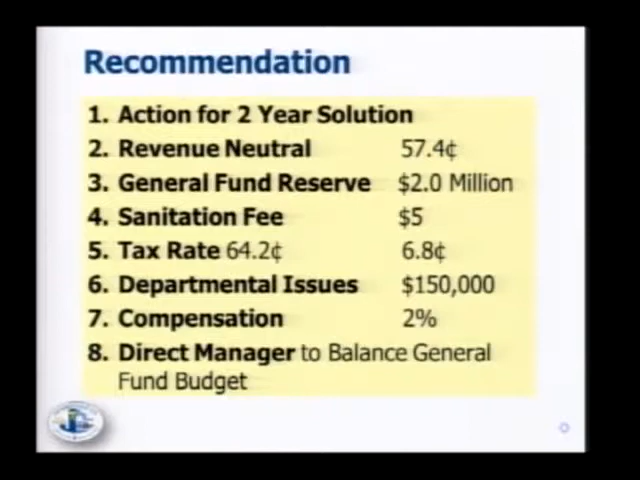 Recommendation
1. Action for 2 Year Solution
2. Revenue Neutral 57.4¢
3. General Fund Reserve $2.0 Million
4. Sanitation Fee $5
5. Tax Rate 64.2¢ 6.8¢
6. Departmental Issues $150,000
7. Compensation 2%
8. Direct Manager to Balance General
Fund Budget